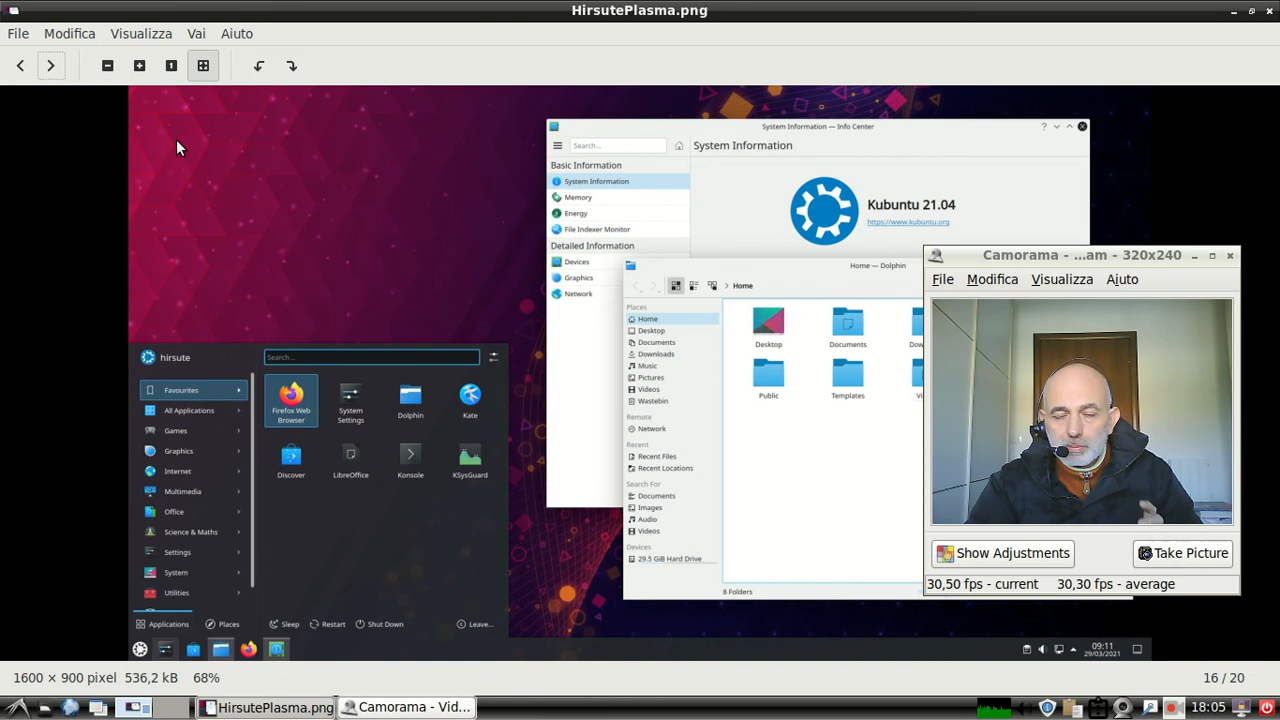 HirsutePlasma.png
File Modifica Visualizza Vai Aiuto
System Information — Info Center
Search...
System Information
Basic Information
System Information
Memory
Energy
File Indexer Monitor
Detailed Information
Devices
Graphics
Network
Kubuntu 21.04
https://www.kubuntu.org
Home — Dolphin
Home
Places
Home
Desktop
Documents
Downloads
Music
Pictures
Videos
Wastebin
Remote
Network
Recent
Recent Files
Recent Locations
Search For
Documents
Images
Audio
Videos
Devices
29.5 GiB Hard Drive
Desktop
Documents
Public
Templates
8 Folders
Camorama - ...am - 320x240
File Modifica Visualizza Aiuto
Show Adjustments
Take Picture
30,50 fps - current 30,30 fps - average
hirsute
Search...
Favourites
All Applications
Games
Graphics
Internet
Multimedia
Office
Science & Maths
Settings
System
Utilities
Firefox Web Browser
System Settings
Dolphin
Kate
Discover
LibreOffice
Konsole
KSysGuard
Applications Places Sleep Restart Shut Down Leave...
09:11
29/03/2021
1600 × 900 pixel 536,2 kB 68%
16 / 20
HirsutePlasma.png
Camorama - Vid...
18:05